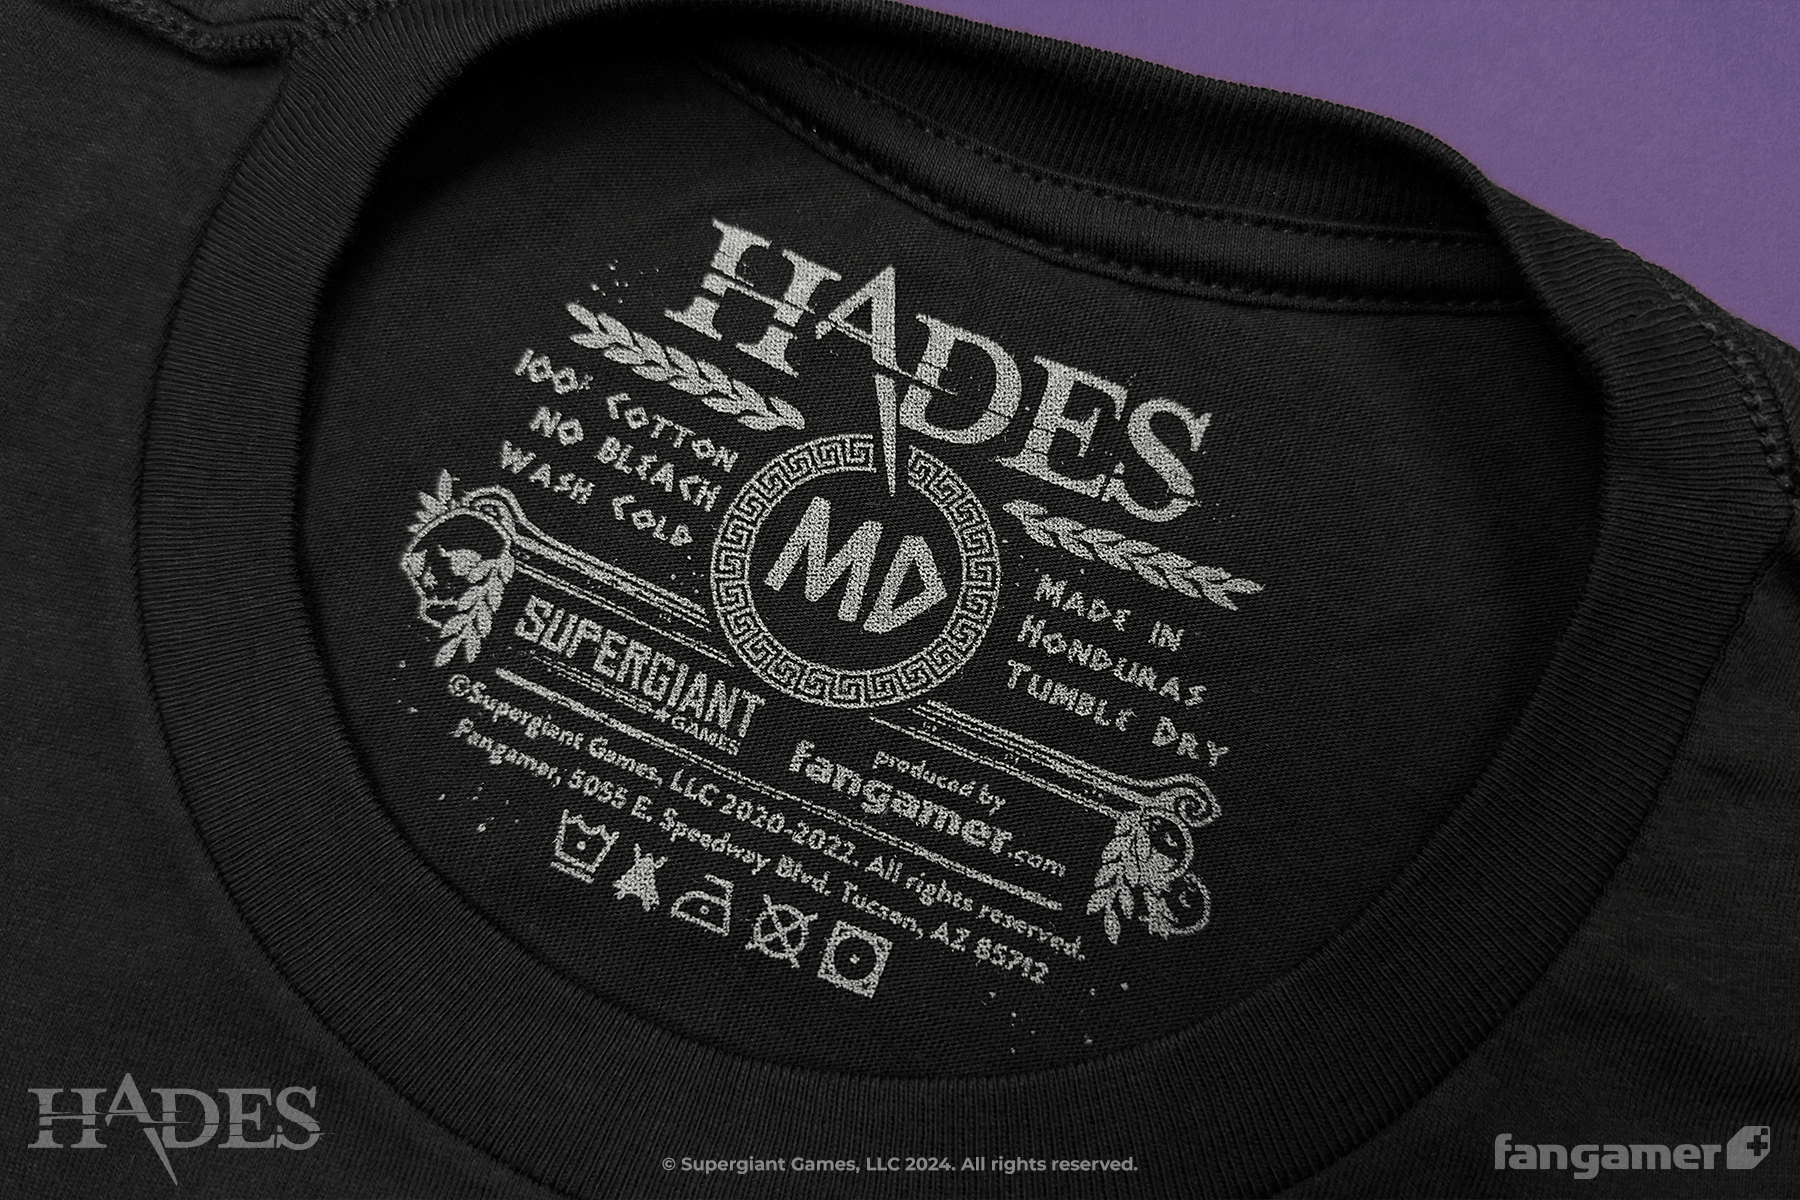 HADES
100% COTTON
NO BLEACH
WASH COLD
MD
MADE IN
HONDURAS
TUMBLE DRY
SUPERGIANT
GAMES
produced by
fangamer.com
©Supergiant Games, LLC 2020-2022. All rights reserved.
Fangamer, 5055 E. Speedway Blvd. Tucson, AZ 85712
HADES
© Supergiant Games, LLC 2024. All rights reserved.
fangamer